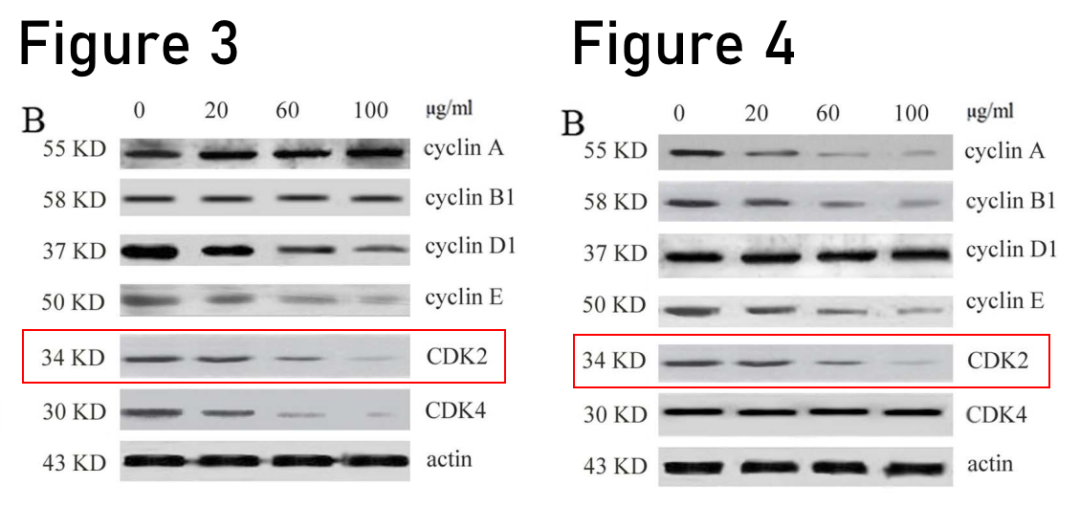 Figure 3
B
0 20 60 100 µg/ml
55 KD cyclin A
58 KD cyclin B1
37 KD cyclin D1
50 KD cyclin E
34 KD CDK2
30 KD CDK4
43 KD actin
Figure 4
B
0 20 60 100 µg/ml
55 KD cyclin A
58 KD cyclin B1
37 KD cyclin D1
50 KD cyclin E
34 KD CDK2
30 KD CDK4
43 KD actin